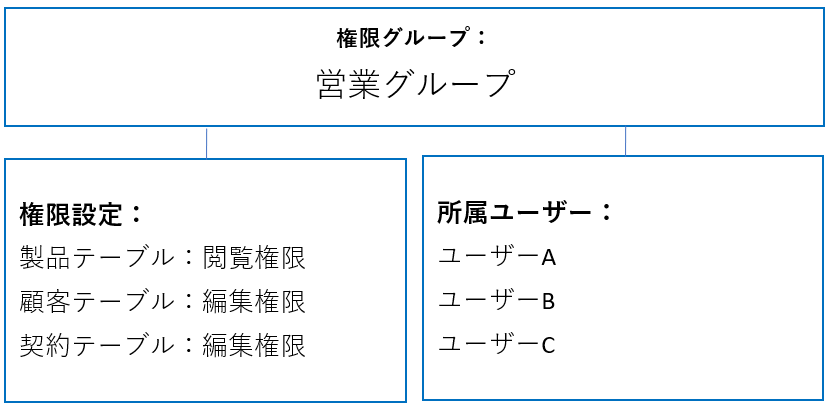 権限グループ：
営業グループ
権限設定：
製品テーブル：閲覧権限
顧客テーブル：編集権限
契約テーブル：編集権限
所属ユーザー：
ユーザーA
ユーザーB
ユーザーC